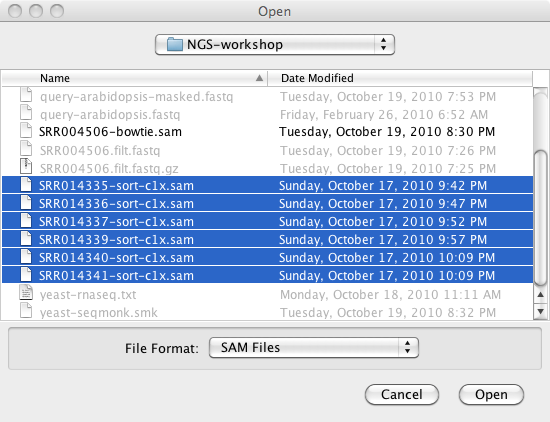 Open
NGS-workshop
Name Date Modified
query-arabidopsis-masked.fastq Tuesday, October 19, 2010 7:53 PM
query-arabidopsis.fastq Friday, February 26, 2010 6:52 AM
SRR004506-bowtie.sam Tuesday, October 19, 2010 8:30 PM
SRR004506.filt.fastq Tuesday, October 19, 2010 7:26 PM
SRR004506.filt.fastq.gz Tuesday, October 19, 2010 7:25 PM
SRR014335-sort-c1x.sam Sunday, October 17, 2010 9:42 PM
SRR014336-sort-c1x.sam Sunday, October 17, 2010 9:47 PM
SRR014337-sort-c1x.sam Sunday, October 17, 2010 9:52 PM
SRR014339-sort-c1x.sam Sunday, October 17, 2010 9:57 PM
SRR014340-sort-c1x.sam Sunday, October 17, 2010 10:09 PM
SRR014341-sort-c1x.sam Sunday, October 17, 2010 10:09 PM
yeast-rnaseq.txt Monday, October 18, 2010 11:11 AM
yeast-seqmonk.smk Tuesday, October 19, 2010 8:32 PM
File Format: SAM Files
Cancel Open